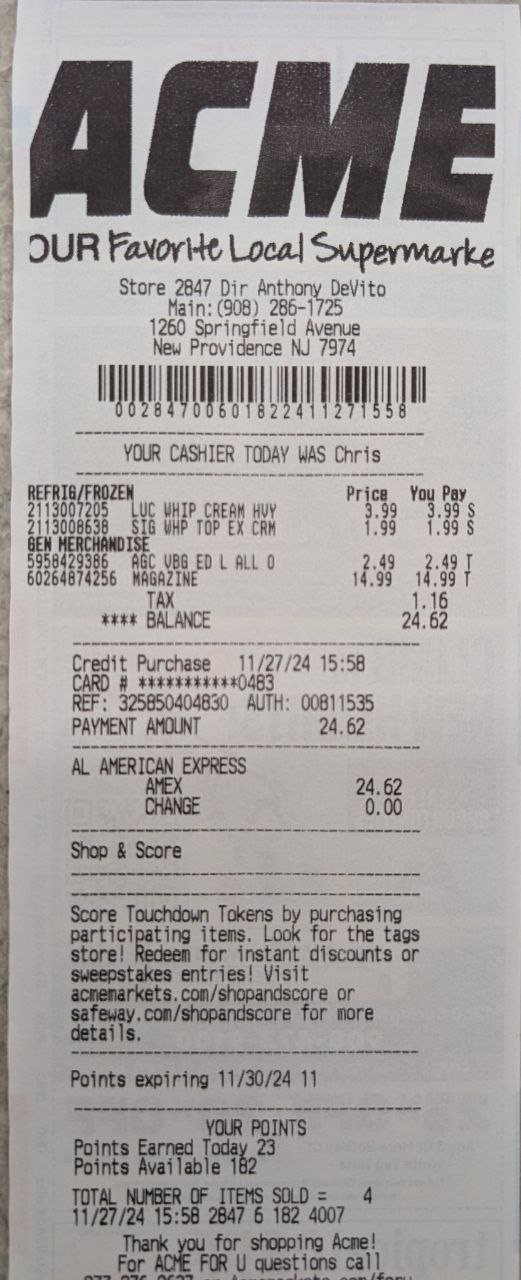 ACME
OUR Favorite Local Supermarke
Store 2847 Dir Anthony DeVito
Main:(908) 286-1725
1260 Springfield Avenue
New Providence NJ 7974
00284700601822411271558
YOUR CASHIER TODAY WAS Chris
REFRIG/FROZEN Price You Pay
2113007205 LUC WHIP CREAM HVY 3.99 3.99 S
2113008638 SIG WHP TOP EX CRM 1.99 1.99 S
GEN MERCHANDISE
5958429386 AGC VBG ED L ALL O 2.49 2.49 T
60264874256 MAGAZINE 14.99 14.99 T
TAX 1.16
**** BALANCE 24.62
Credit Purchase 11/27/24 15:58
CARD # ***********0483
REF: 325850404830 AUTH: 00811535
PAYMENT AMOUNT 24.62
AL AMERICAN EXPRESS
AMEX 24.62
CHANGE 0.00
Shop & Score
Score Touchdown Tokens by purchasing
participating items. Look for the tags
store! Redeem for instant discounts or
sweepstakes entries! Visit
acmemarkets.com/shopandscore or
safeway.com/shopandscore for more
details.
Points expiring 11/30/24 11
YOUR POINTS
Points Earned Today 23
Points Available 182
TOTAL NUMBER OF ITEMS SOLD = 4
11/27/24 15:58 2847 6 182 4007
Thank you for shopping Acme!
For ACME FOR U questions call